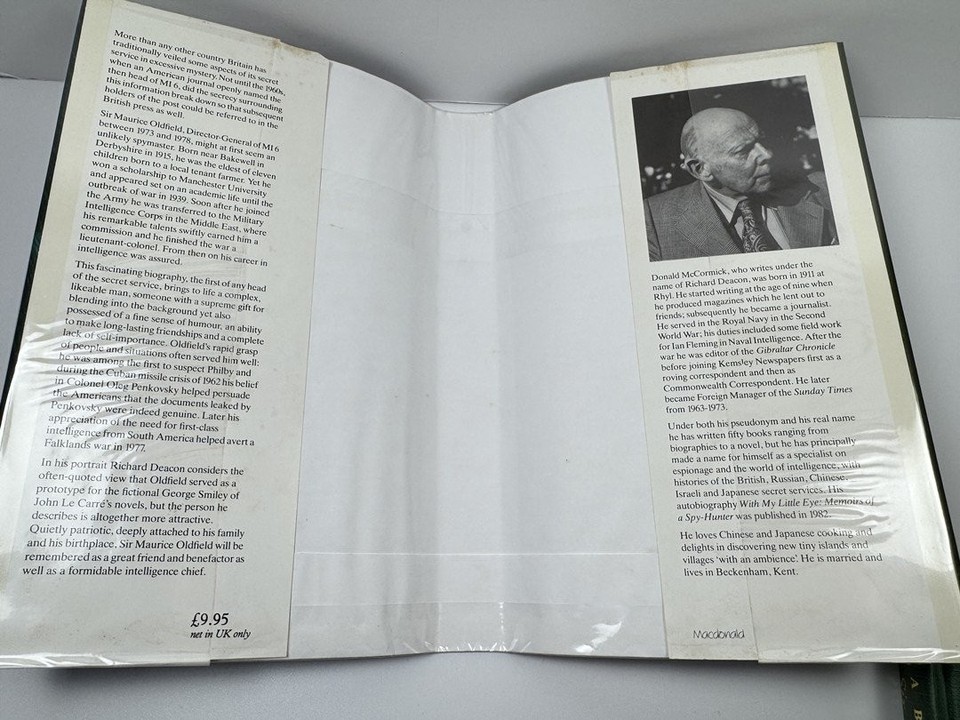 More than any other country Britain has
traditionally veiled some aspects of its secret
service in excessive mystery. Not until the 1960s,
when an American journal openly named the
then head of MI 6, did the secrecy surrounding
this information break down so that subsequent
holders of the post could be referred to in the
British press as well.
Sir Maurice Oldfield, Director-General of MI 6
between 1973 and 1978, might at first seem an
unlikely spymaster. Born near Bakewell in
Derbyshire in 1915, he was the eldest of eleven
children born to a local tenant farmer. Yet he
won a scholarship to Manchester University
and appeared set on an academic life until the
outbreak of war in 1939. Soon after he joined
the Army he was transferred to the Military
Intelligence Corps in the Middle East, where
his remarkable talents swiftly earned him a
commission and he finished the war a
lieutenant-colonel. From then on his career in
intelligence was assured.
This fascinating biography, the first of any head
of the secret service, brings to life a complex,
likeable man, someone with a supreme gift for
blending into the background yet also
possessed of a fine sense of humour, an ability
to make long-lasting friendships and a complete
lack of self-importance. Oldfield's rapid grasp
of people and situations often served him well:
he was among the first to suspect Philby and
during the Cuban missile crisis of 1962 his belief
in Colonel Oleg Penkovsky helped persuade
the Americans that the documents leaked by
Penkovsky were indeed genuine. Later his
appreciation of the need for first-class
intelligence from South America helped avert a
Falklands war in 1977.
In his portrait Richard Deacon considers the
often-quoted view that Oldfield served as a
prototype for the fictional George Smiley of
John Le Carré's novels, but the person he
describes is altogether more attractive.
Quietly patriotic, deeply attached to his family
and his birthplace, Sir Maurice Oldfield will be
remembered as a great friend and benefactor as
well as a formidable intelligence chief.
£9.95
net in UK only
Donald McCormick, who writes under the
name of Richard Deacon, was born in 1911 at
Rhyl. He started writing at the age of nine when
he produced magazines which he lent out to
friends; subsequently he became a journalist.
He served in the Royal Navy in the Second
World War; his duties included some field work
for Ian Fleming in Naval Intelligence. After the
war he was editor of the Gibraltar Chronicle
before joining Kemsley Newspapers first as a
roving correspondent and then as
Commonwealth Correspondent. He later
became Foreign Manager of the Sunday Times
from 1963-1973.
Under both his pseudonym and his real name
he has written fifty books ranging from
biographies to a novel, but he has principally
made a name for himself as a specialist on
espionage and the world of intelligence, with
histories of the British, Russian, Chinese,
Israeli and Japanese secret services. His
autobiography With My Little Eye: Memoirs of
a Spy-Hunter was published in 1982.
He loves Chinese and Japanese cooking and
delights in discovering new tiny islands and
villages 'with an ambience'. He is married and
lives in Beckenham, Kent.
Macdonald
A B